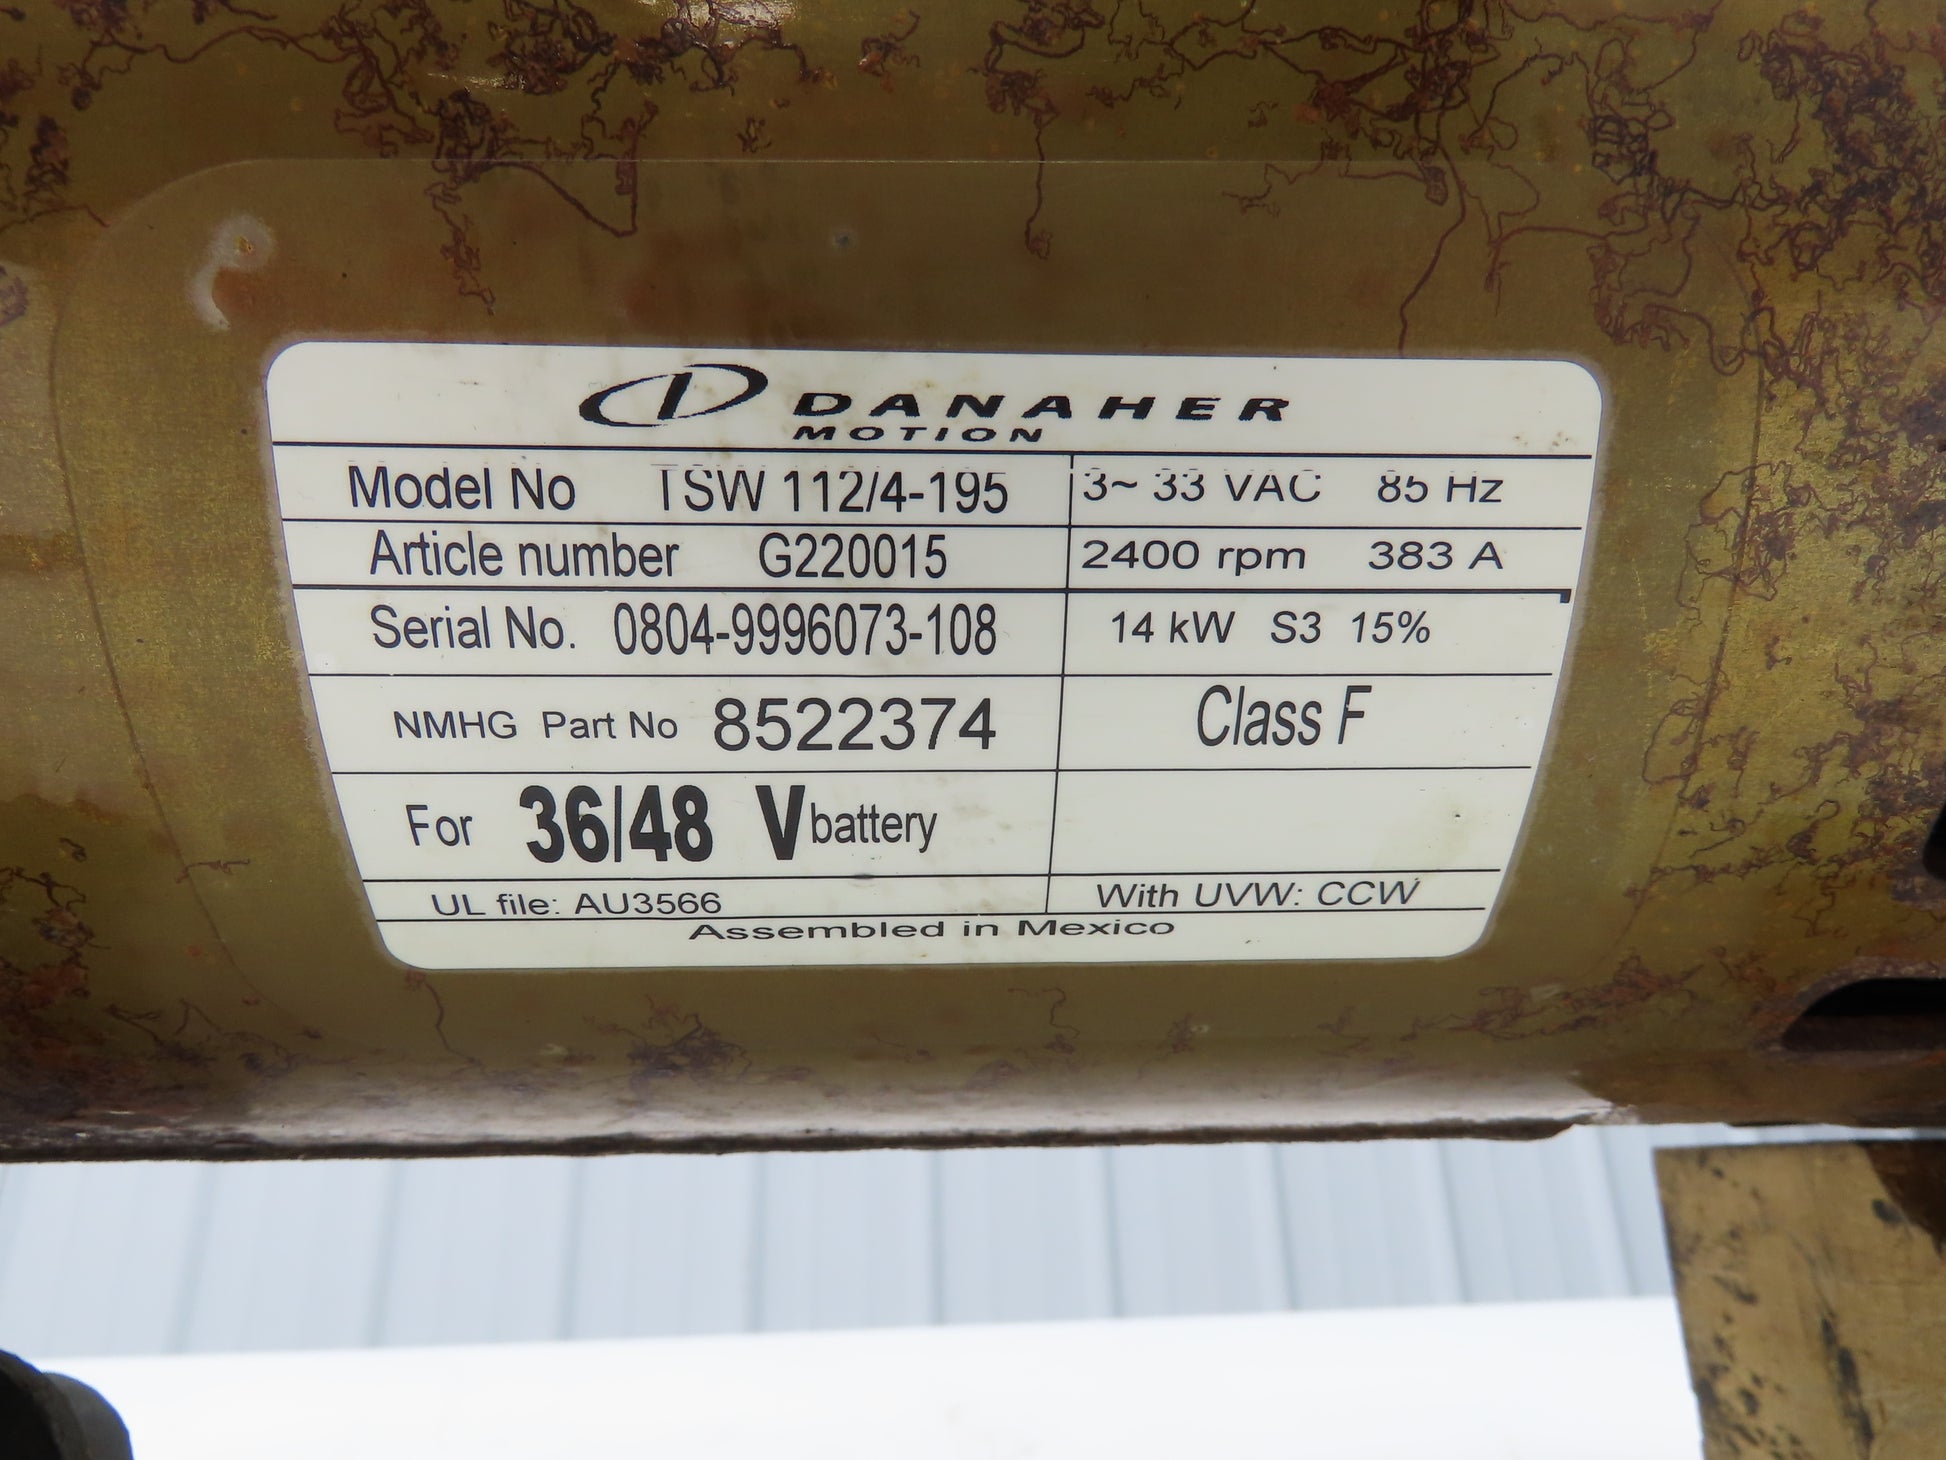 DANAHER
MOTION
Model No TSW 112/4-195 3~ 33 VAC 85 Hz
Article number G220015 2400 rpm 383 A
Serial No. 0804-9996073-108 14 kW S3 15%
NMHG Part No 8522374 Class F
For 36/48 V battery
UL file: AU3566 With UVW: CCW
Assembled in Mexico